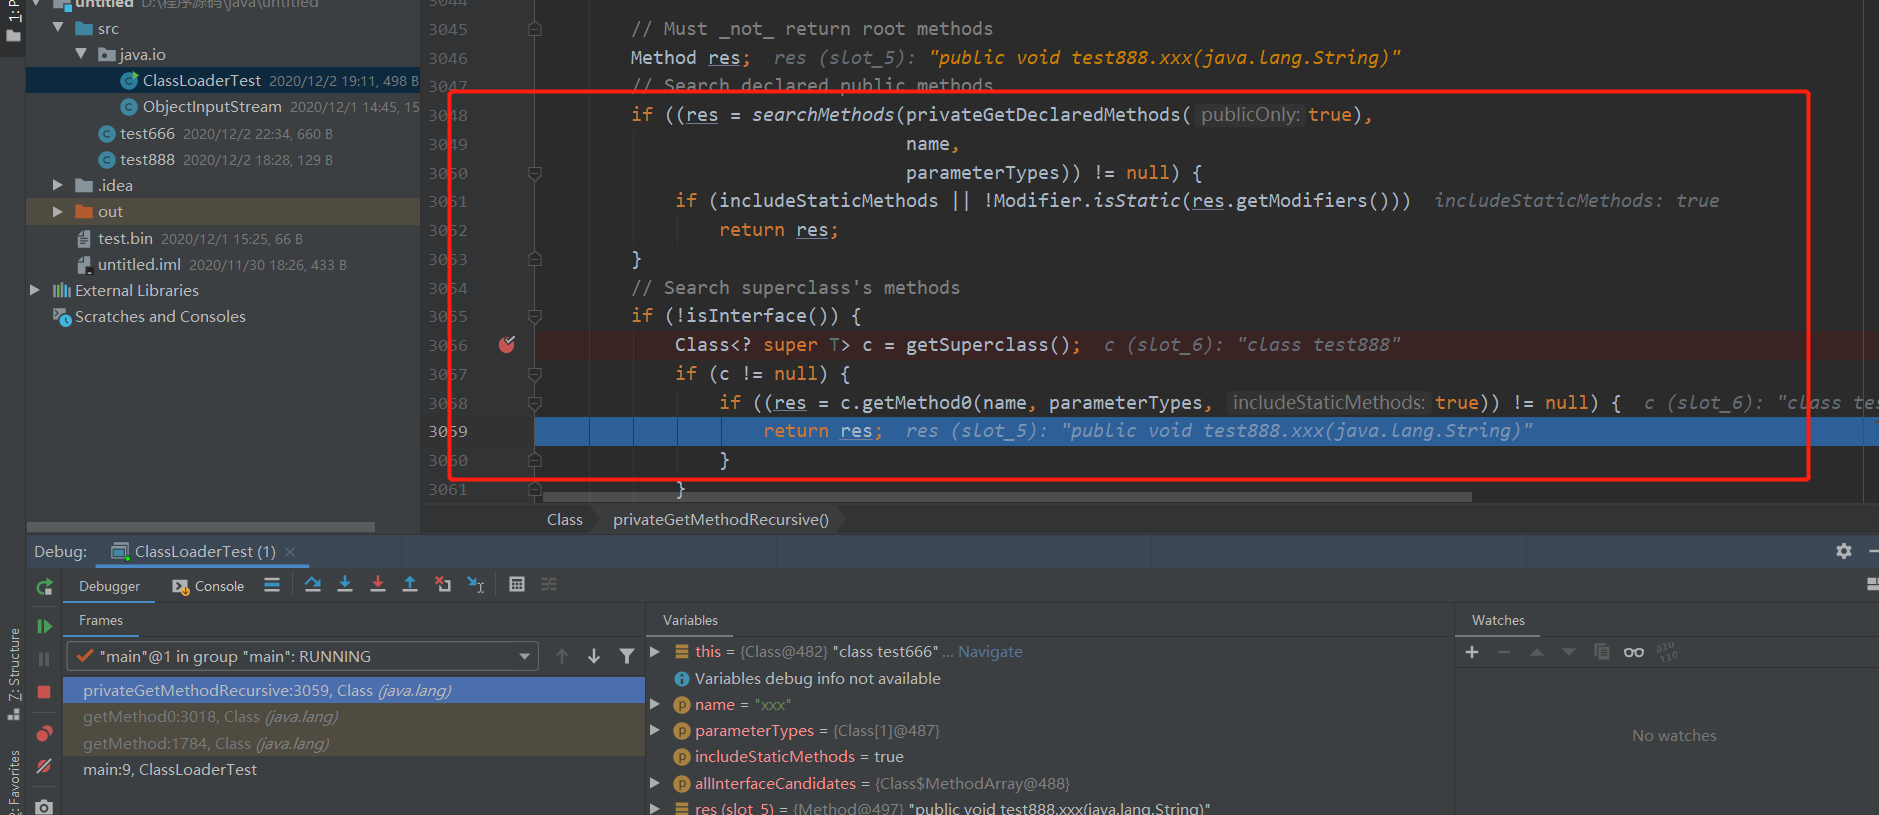 untitled D:\程序源码\java\untitled
src
java.io
ClassLoaderTest 2020/12/2 19:11, 498 B
ObjectInputStream 2020/12/1 14:45, 15
test666 2020/12/2 22:34, 660 B
test888 2020/12/2 18:28, 129 B
.idea
out
test.bin 2020/12/1 15:25, 66 B
untitled.iml 2020/11/30 18:26, 433 B
External Libraries
Scratches and Consoles
3044
3045 // Must _not_ return root methods
3046 Method res; res (slot_5): "public void test888.xxx(java.lang.String)"
3047 // Search declared public methods
3048 if ((res = searchMethods(privateGetDeclaredMethods( publicOnly: true),
3049 name,
3050 parameterTypes)) != null) {
3051 if (includeStaticMethods || !Modifier.isStatic(res.getModifiers())) includeStaticMethods: true
3052 return res;
3053 }
3054 // Search superclass's methods
3055 if (!isInterface()) {
3056 Class<? super T> c = getSuperclass(); c (slot_6): "class test888"
3057 if (c != null) {
3058 if ((res = c.getMethod0(name, parameterTypes, includeStaticMethods: true)) != null) { c (slot_6): "class tes
3059 return res; res (slot_5): "public void test888.xxx(java.lang.String)"
3060 }
3061 }
Class privateGetMethodRecursive()
Debug: ClassLoaderTest (1)
Debugger Console
Frames
"main"@1 in group "main": RUNNING
privateGetMethodRecursive:3059, Class (java.lang)
getMethod0:3018, Class (java.lang)
getMethod:1784, Class (java.lang)
main:9, ClassLoaderTest
Variables
this = {Class@482} "class test666" ... Navigate
Variables debug info not available
name = "xxx"
parameterTypes = {Class[1]@487}
includeStaticMethods = true
allInterfaceCandidates = {Class$MethodArray@488}
res (slot_5) = {Method@497} "public void test888.xxx(java.lang.String)"
Watches
No watches
1: P
Z: Structure
2: Favorites